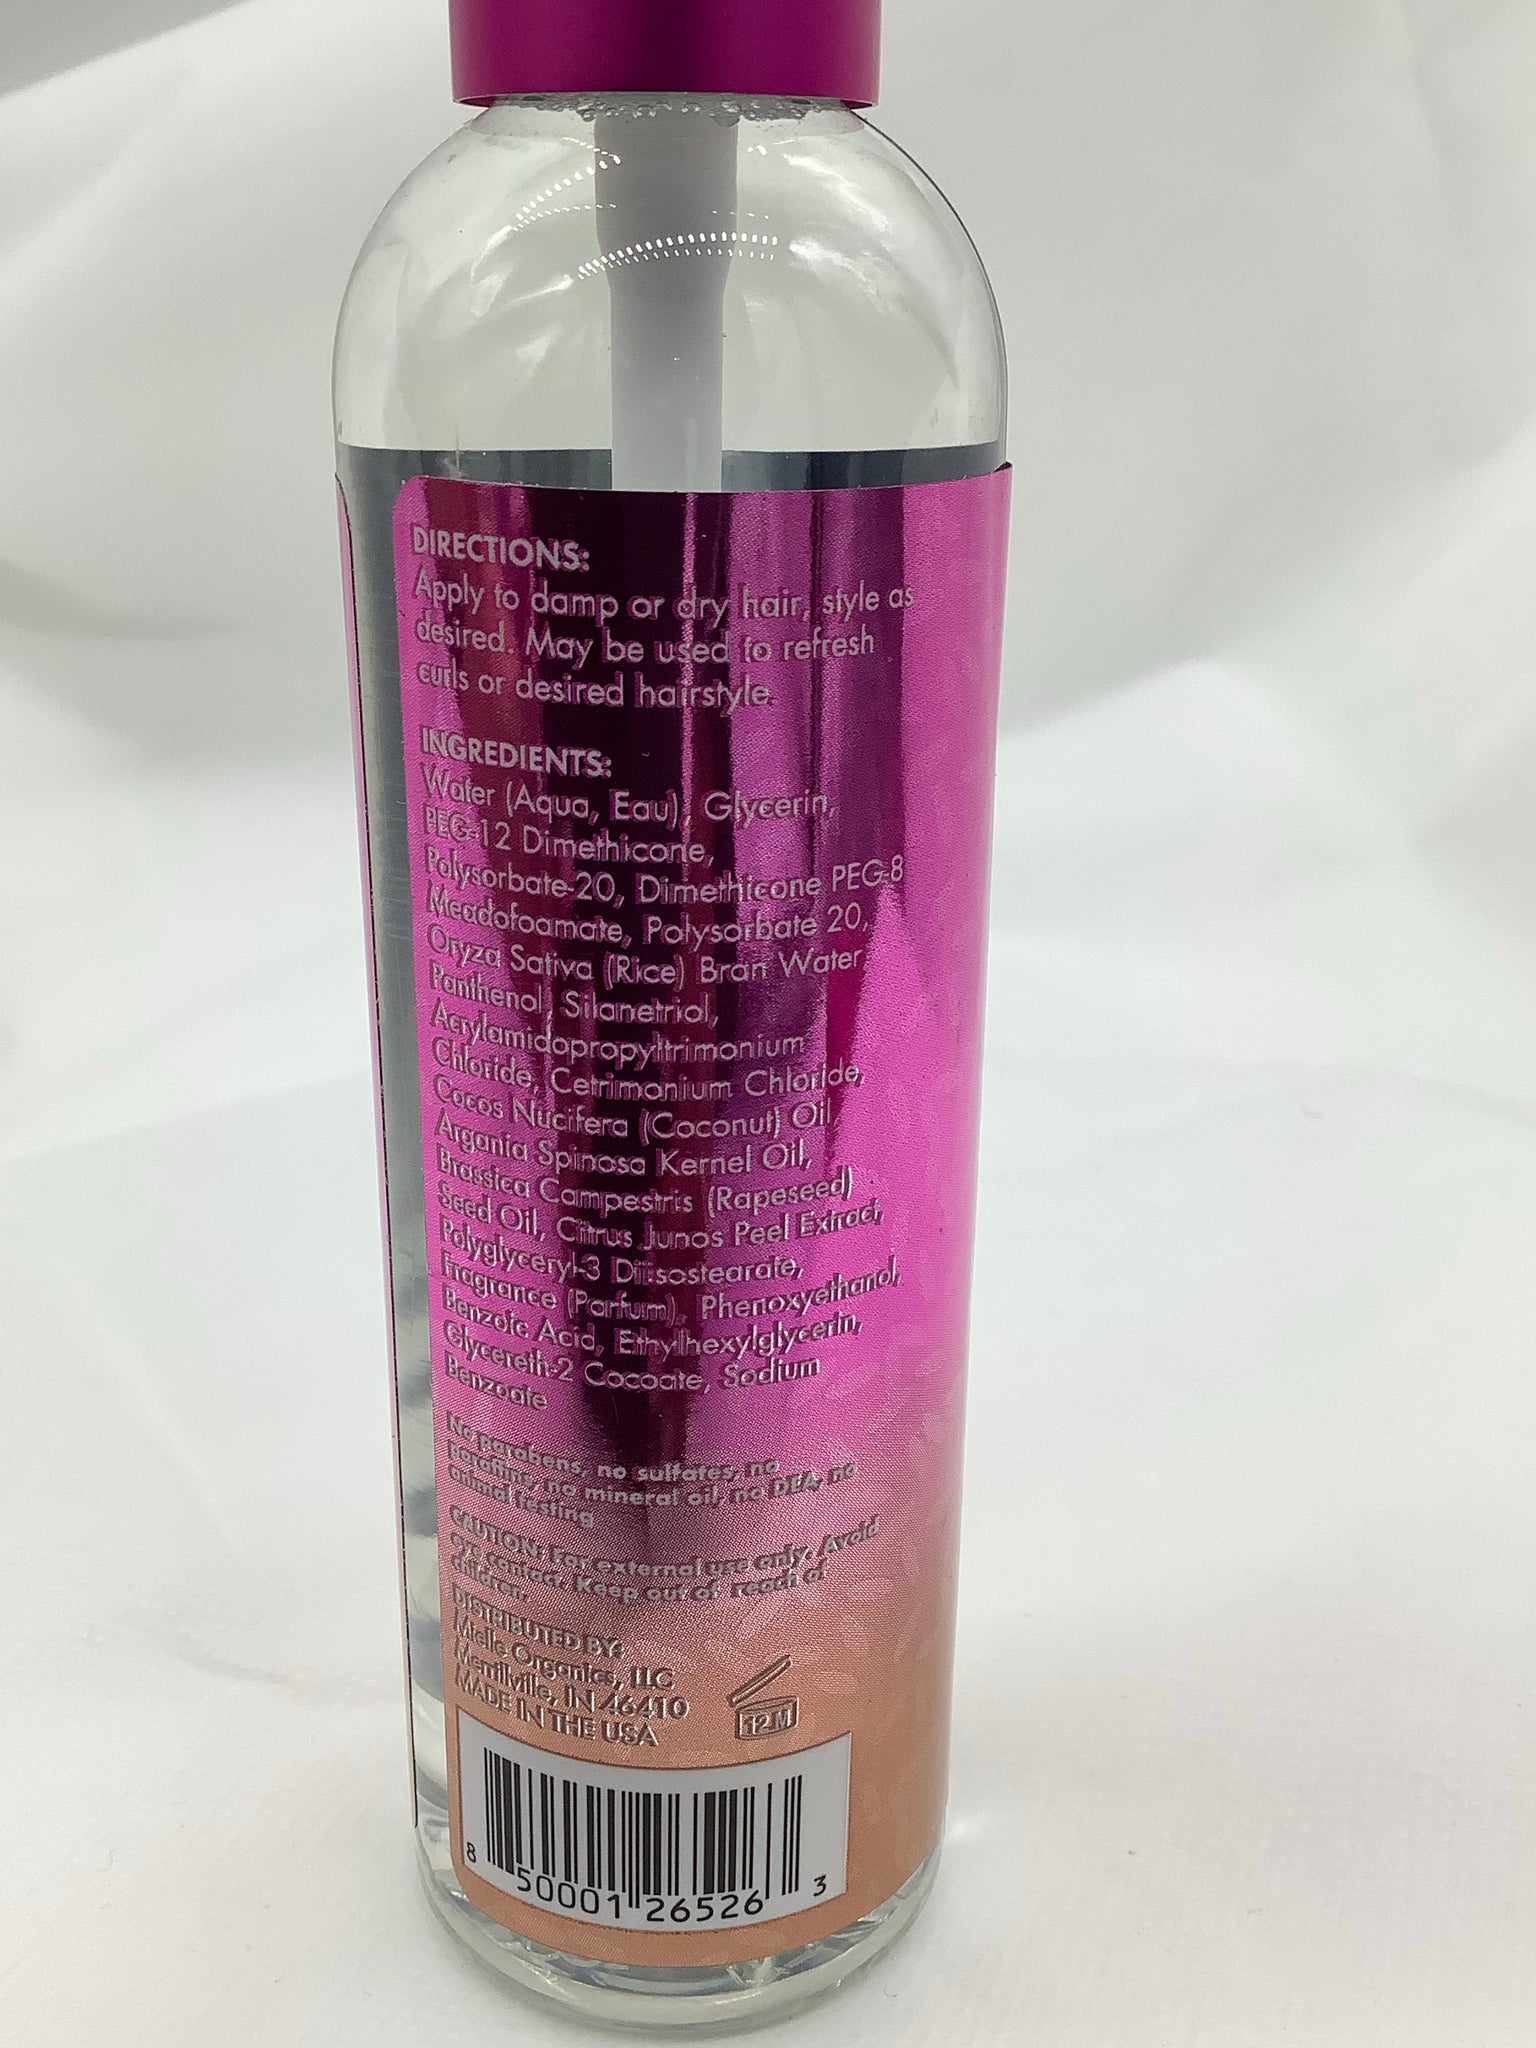 DIRECTIONS:
Apply to damp or dry hair, style as
desired. May be used to refresh
curls or desired hairstyle.
INGREDIENTS:
Water (Aqua, Eau), Glycerin,
PEG-12 Dimethicone,
Polysorbate-20, Dimethicone PEG-8
Meadofoamate, Polysorbate 20,
Oryza Sativa (Rice) Bran Water
Panthenol, Silanetriol,
Acrylamidopropyltrimonium
Chloride, Cetrimonium Chloride,
Cocos Nucifera (Coconut) Oil,
Argania Spinosa Kernel Oil,
Brassica Campestris (Rapeseed)
Seed Oil, Citrus Junos Peel Extract,
Polyglyceryl-3 Diisostearate,
Fragrance (Parfum), Phenoxyethanol,
Benzoic Acid, Ethylhexylglycerin,
Glycereth-2 Cocoate, Sodium
Benzoate
No parabens, no sulfates, no
paraffins, no mineral oil, no DEA, no
animal testing
CAUTION: For external use only. Avoid
eye contact. Keep out of reach of
children.
DISTRIBUTED BY:
Mielle Organics, LLC
Merrillville, IN 46410
MADE IN THE USA
12 M
8 50001 26526 3